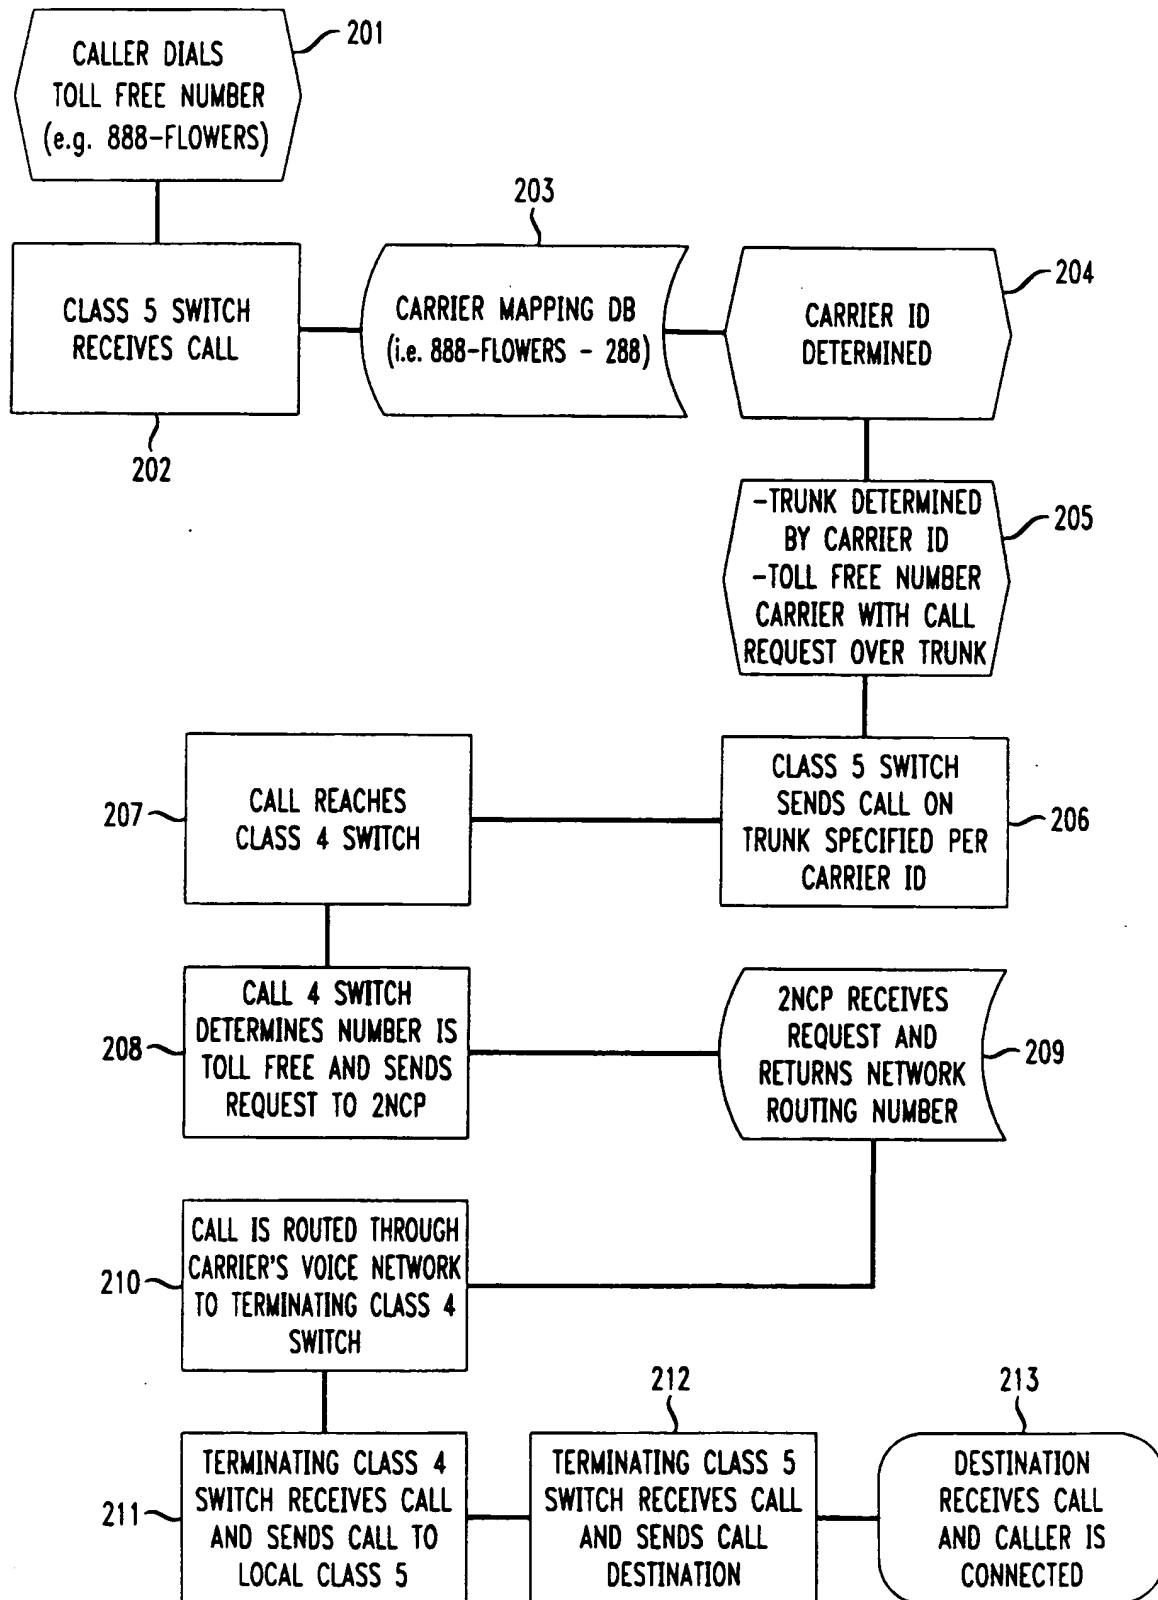 CALLER DIALS
TOLL FREE NUMBER
(e.g. 888-FLOWERS)
201
CLASS 5 SWITCH
RECEIVES CALL
202
203
CARRIER MAPPING DB
(i.e. 888-FLOWERS - 288)
CARRIER ID
DETERMINED
204
-TRUNK DETERMINED
BY CARRIER ID
-TOLL FREE NUMBER
CARRIER WITH CALL
REQUEST OVER TRUNK
205
CLASS 5 SWITCH
SENDS CALL ON
TRUNK SPECIFIED PER
CARRIER ID
206
207
CALL REACHES
CLASS 4 SWITCH
208
CALL 4 SWITCH
DETERMINES NUMBER IS
TOLL FREE AND SENDS
REQUEST TO 2NCP
2NCP RECEIVES
REQUEST AND
RETURNS NETWORK
ROUTING NUMBER
209
210
CALL IS ROUTED THROUGH
CARRIER'S VOICE NETWORK
TO TERMINATING CLASS 4
SWITCH
211
TERMINATING CLASS 4
SWITCH RECEIVES CALL
AND SENDS CALL TO
LOCAL CLASS 5
212
TERMINATING CLASS 5
SWITCH RECEIVES CALL
AND SENDS CALL
DESTINATION
213
DESTINATION
RECEIVES CALL
AND CALLER IS
CONNECTED